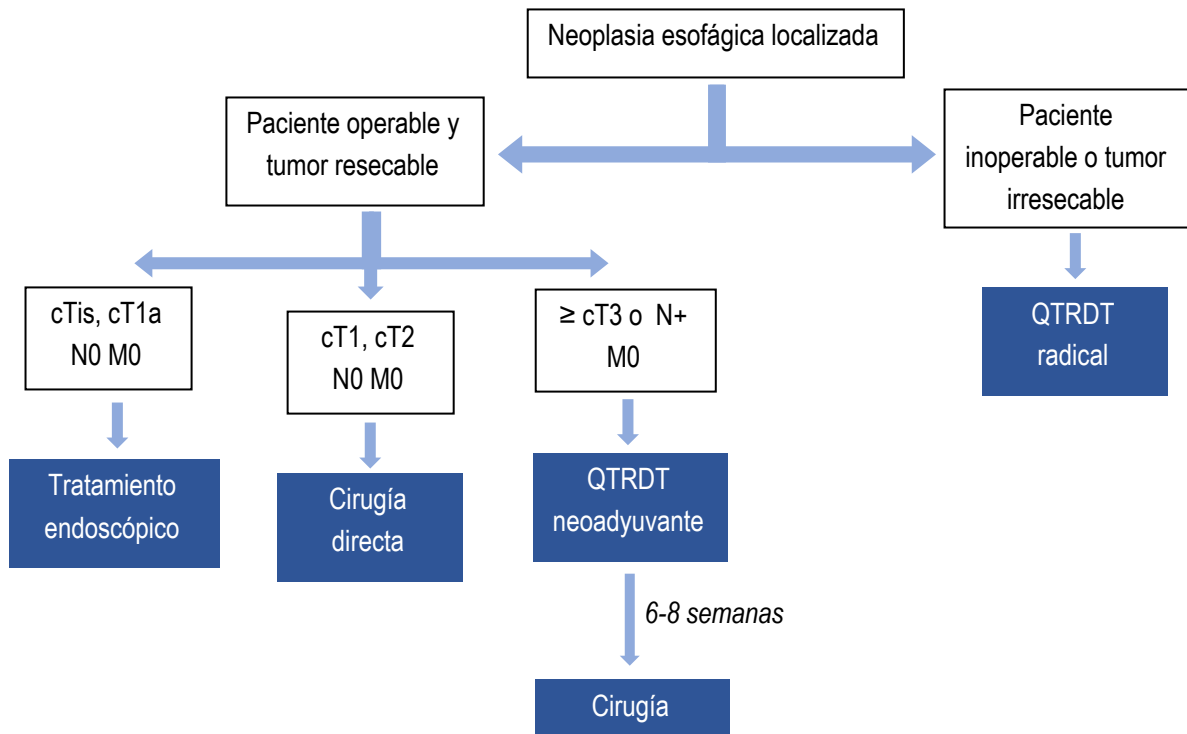 Neoplasia esofágica localizada
Paciente operable y
tumor resecable
Paciente
inoperable o tumor
irresecable
cTis, cT1a
N0 M0
cT1, cT2
N0 M0
≥ cT3 o  N+
M0
QTRDT
radical
Tratamiento
endoscópico
Cirugía
directa
QTRDT
neoadyuvante
6-8 semanas
Cirugía